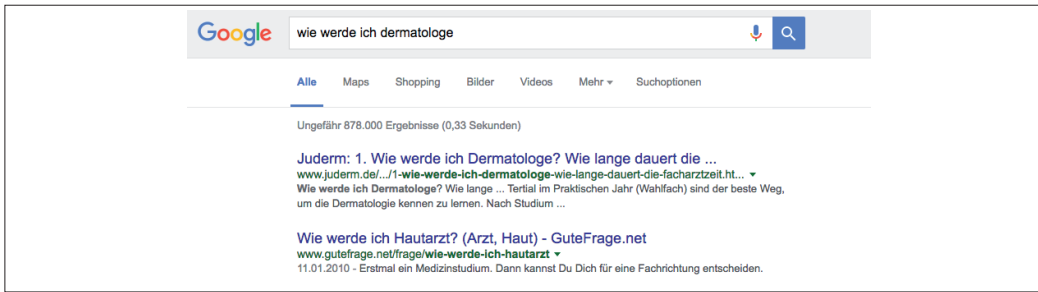 Google wie werde ich dermatologe
Alle Maps Shopping Bilder Videos Mehr Suchoptionen
Ungefähr 878.000 Ergebnisse (0,33 Sekunden)
Juderm: 1. Wie werde ich Dermatologe? Wie lange dauert die ...
www.juderm.de/.../1-wie-werde-ich-dermatologe-wie-lange-dauert-die-facharztzeit.ht...
Wie werde ich Dermatologe? Wie lange ... Tertial im Praktischen Jahr (Wahlfach) sind der beste Weg,
um die Dermatologie kennen zu lernen. Nach Studium ...
Wie werde ich Hautarzt? (Arzt, Haut) - GuteFrage.net
www.gutefrage.net/frage/wie-werde-ich-hautarzt
11.01.2010 - Erstmal ein Medizinstudium. Dann kannst Du Dich für eine Fachrichtung entscheiden.